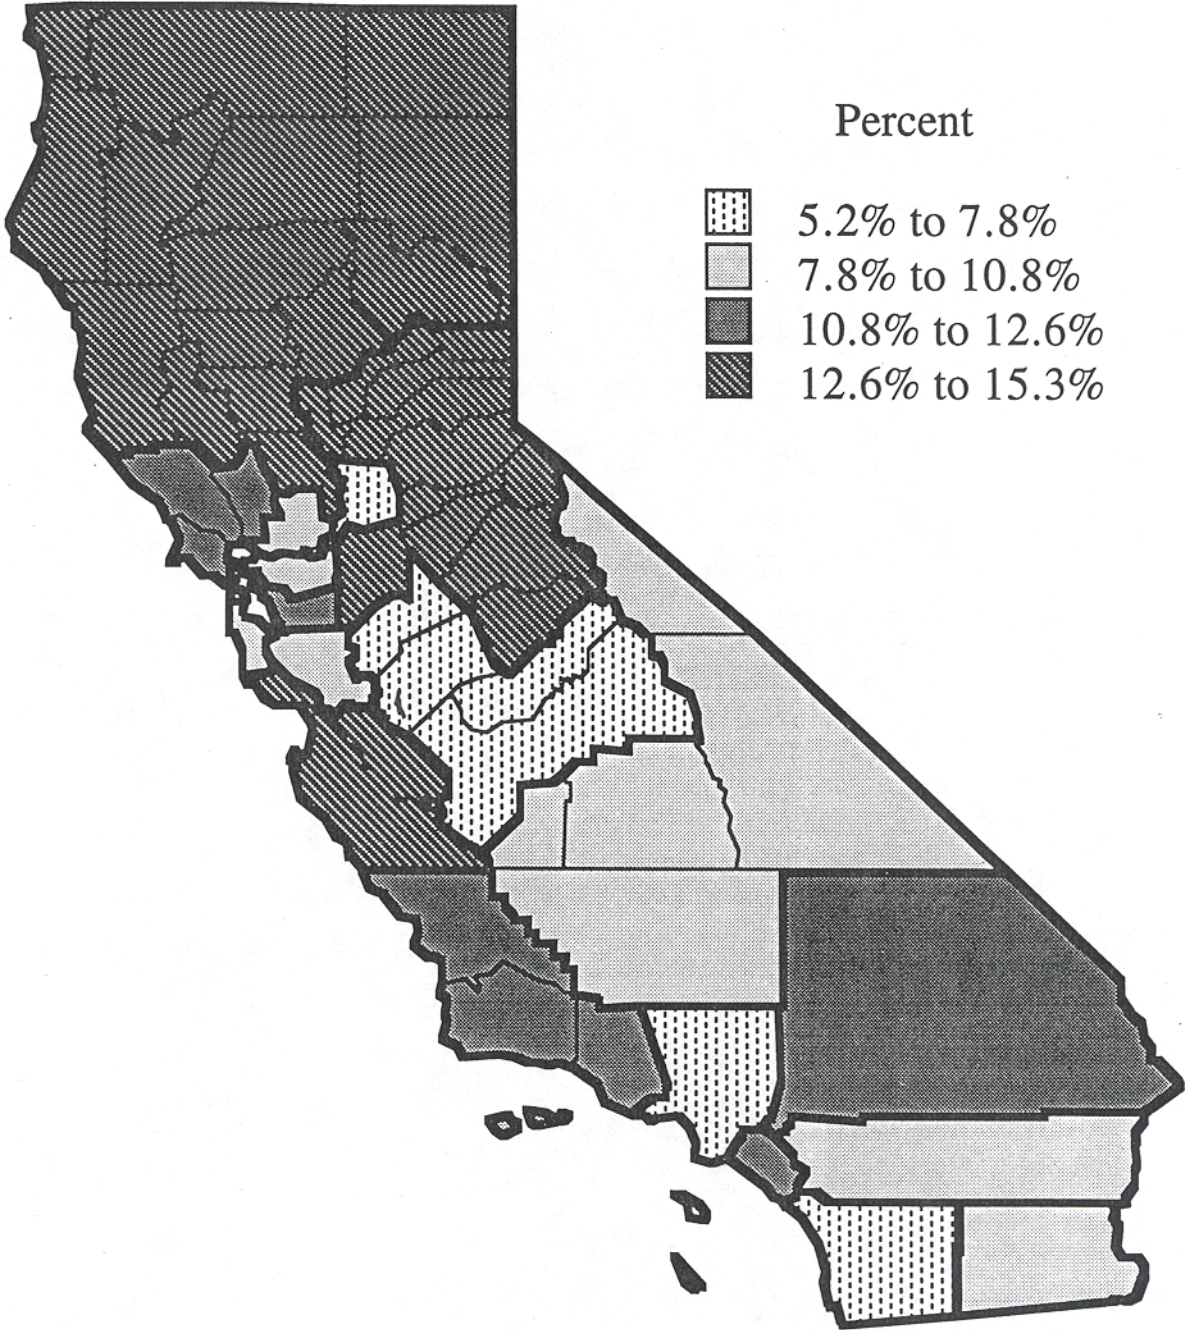 Percent
5.2% to 7.8%
7.8% to 10.8%
10.8% to 12.6%
12.6% to 15.3%